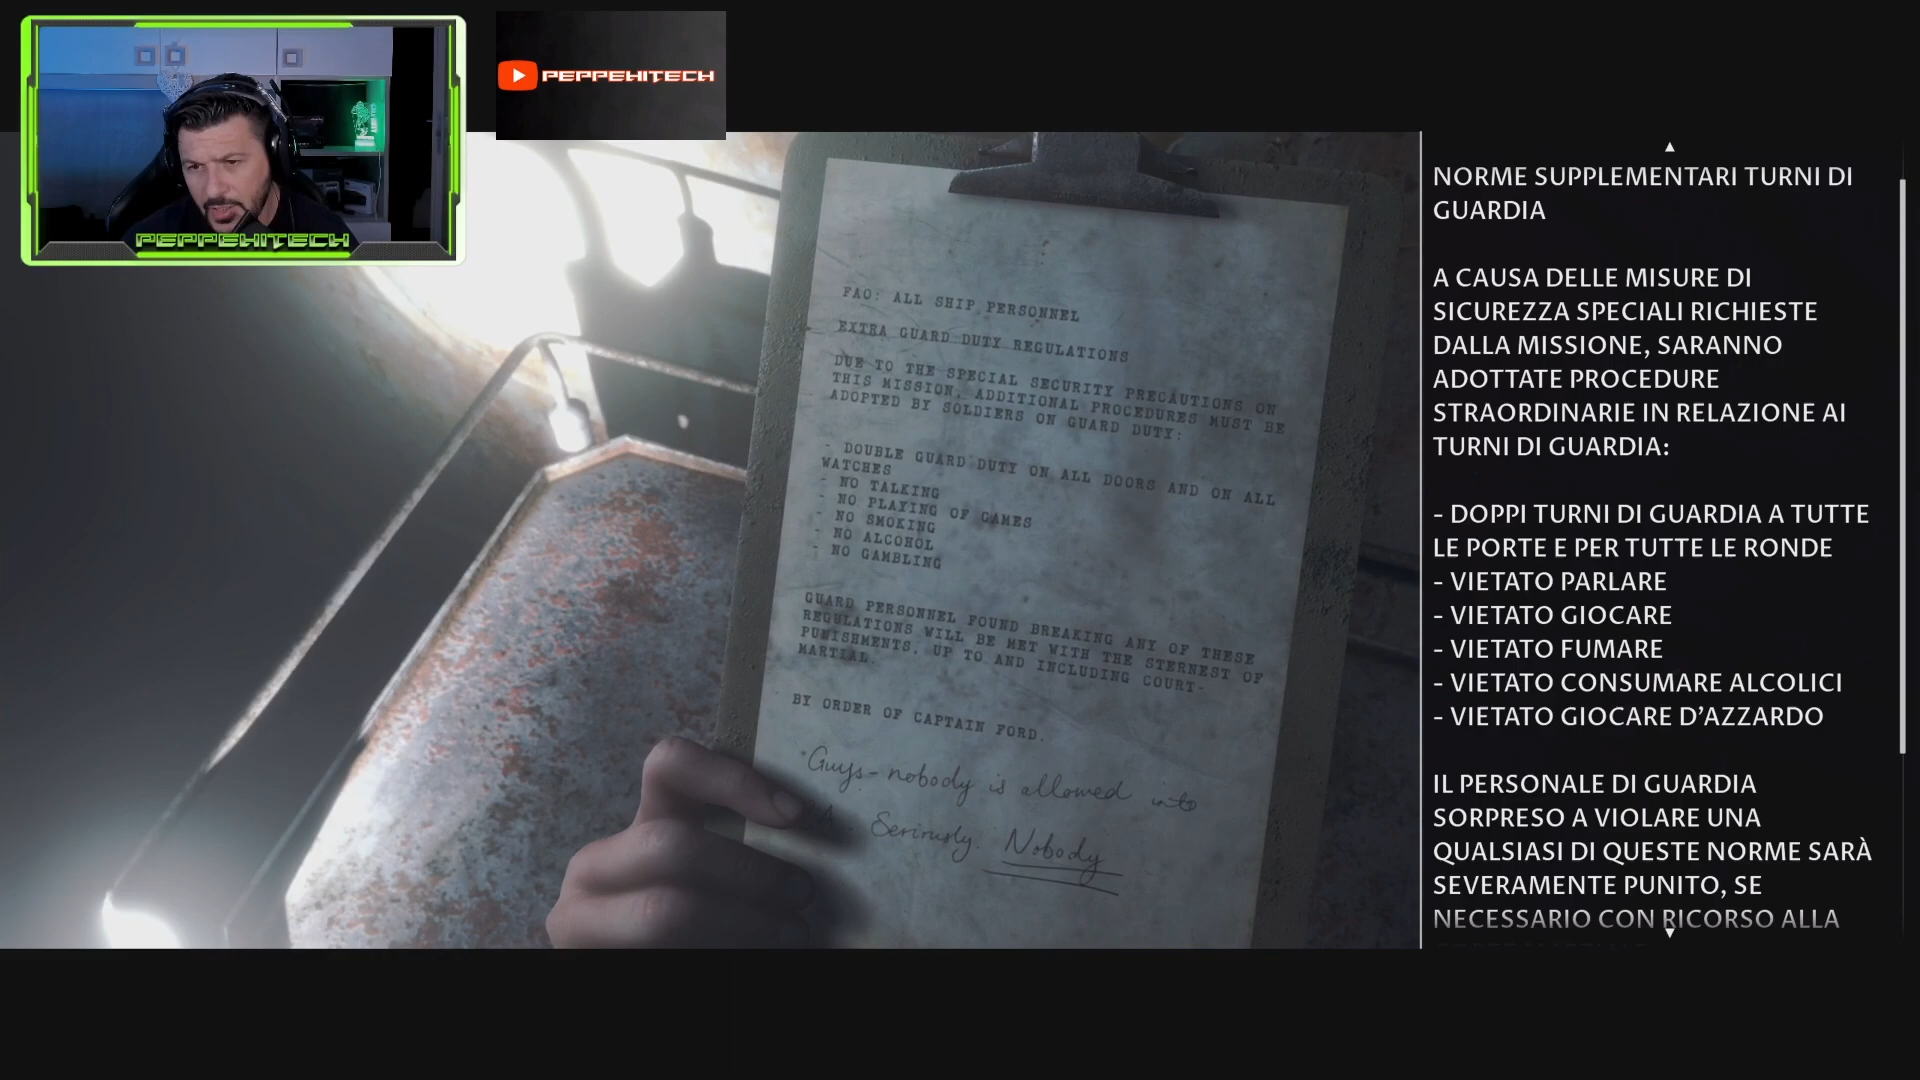 PEPPEHITECH
PEPPEHITECH
FAO: ALL SHIP PERSONNEL
EXTRA GUARD DUTY REGULATIONS
DUE TO THE SPECIAL SECURITY PRECAUTIONS ON
THIS MISSION, ADDITIONAL PROCEDURES MUST BE
ADOPTED BY SOLDIERS ON GUARD DUTY:
- DOUBLE GUARD DUTY ON ALL DOORS AND ON ALL
WATCHES
- NO TALKING
- NO PLAYING OF GAMES
- NO SMOKING
- NO ALCOHOL
- NO GAMBLING
GUARD PERSONNEL FOUND BREAKING ANY OF THESE
REGULATIONS WILL BE MET WITH THE STERNEST OF
PUNISHMENTS, UP TO AND INCLUDING COURT-
MARTIAL.
BY ORDER OF CAPTAIN FORD.
Guys - nobody is allowed into
Seriously. Nobody
NORME SUPPLEMENTARI TURNI DI
GUARDIA
A CAUSA DELLE MISURE DI
SICUREZZA SPECIALI RICHIESTE
DALLA MISSIONE, SARANNO
ADOTTATE PROCEDURE
STRAORDINARIE IN RELAZIONE AI
TURNI DI GUARDIA:
- DOPPI TURNI DI GUARDIA A TUTTE
LE PORTE E PER TUTTE LE RONDE
- VIETATO PARLARE
- VIETATO GIOCARE
- VIETATO FUMARE
- VIETATO CONSUMARE ALCOLICI
- VIETATO GIOCARE D'AZZARDO
IL PERSONALE DI GUARDIA
SORPRESO A VIOLARE UNA
QUALSIASI DI QUESTE NORME SARÀ
SEVERAMENTE PUNITO, SE
NECESSARIO CON RICORSO ALLA